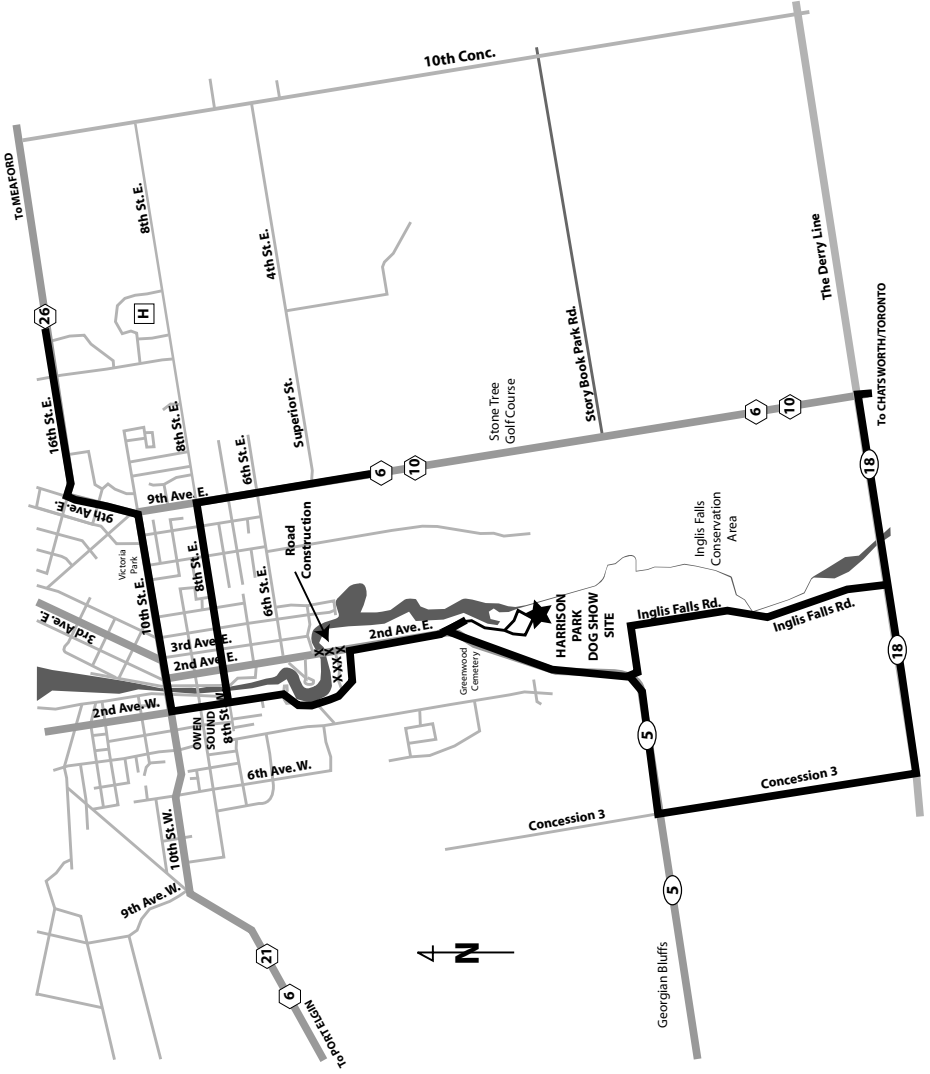 10th Conc.
To MEAFORD
8th St. E.
4th St. E.
The Derry Line
26
H
To CHATSWORTH/TORONTO
Story Book Park Rd.
16th St. E.
8th St. E.
Superior St.
Stone Tree
Golf Course
6
10
6th St. E.
6
10
18
9th Ave. E.
9th Ave. E.
Road
Construction
Inglis Falls
Conservation
Area
Victoria
Park
8th St. E.
10th St. E.
6th St. E.
3rd Ave. E.
3rd Ave. E.
2nd Ave. E.
2nd Ave. E.
HARRISON
PARK
DOG SHOW
SITE
Inglis Falls Rd.
Inglis Falls Rd.
XX
XXXX
18
Greenwood
Cemetery
2nd Ave. W.
OWEN
SOUND
8th St. W.
5
6th Ave. W.
Concession 3
Concession 3
10th St. W.
9th Ave. W.
5
21
6
N
Georgian Bluffs
To PORT ELGIN